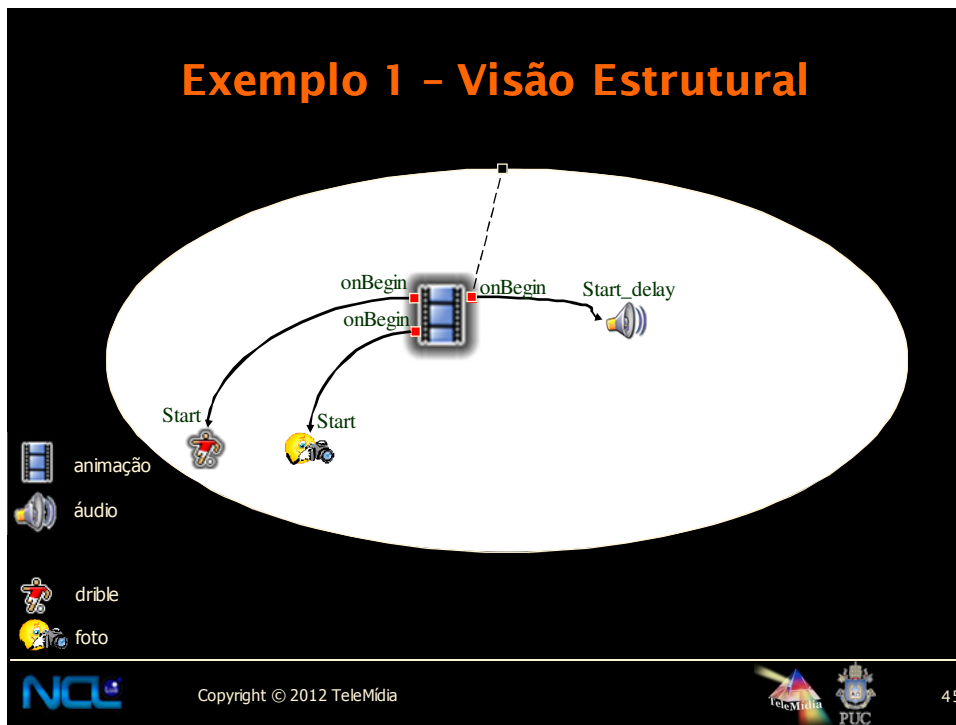 Exemplo 1 – Visão Estrutural
onBegin
onBegin
Start_delay
onBegin
Start
Start
animação
áudio
drible
foto
NCL
Copyright © 2012 TeleMídia
TeleMídia
PUC
45